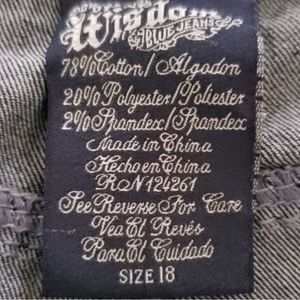 Wisdom
BLUE JEANS
78% Cotton / Algodon
20% Polyester / Poliester
2% Spandex / Spandex
Made in China
Hecho en China
RN 124261
See Reverse For Care
Vea El Revés
Para El Cuidado
SIZE 18